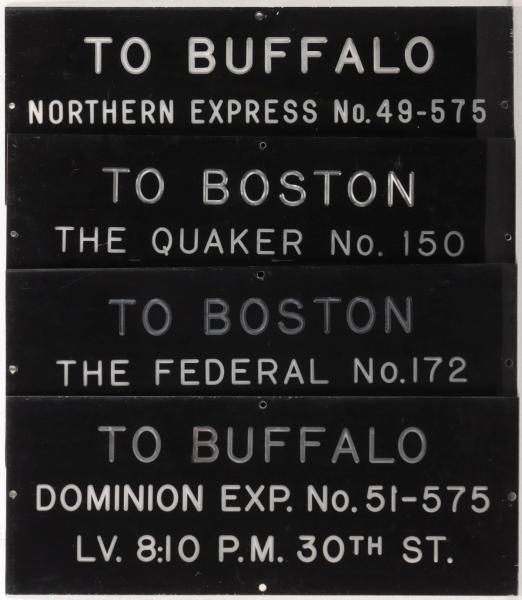 TO BUFFALO
NORTHERN EXPRESS No. 49-575
TO BOSTON
THE QUAKER No. 150
TO BOSTON
THE FEDERAL No. 172
TO BUFFALO
DOMINION EXP. No. 51-575
LV. 8:10 P.M. 30TH ST.